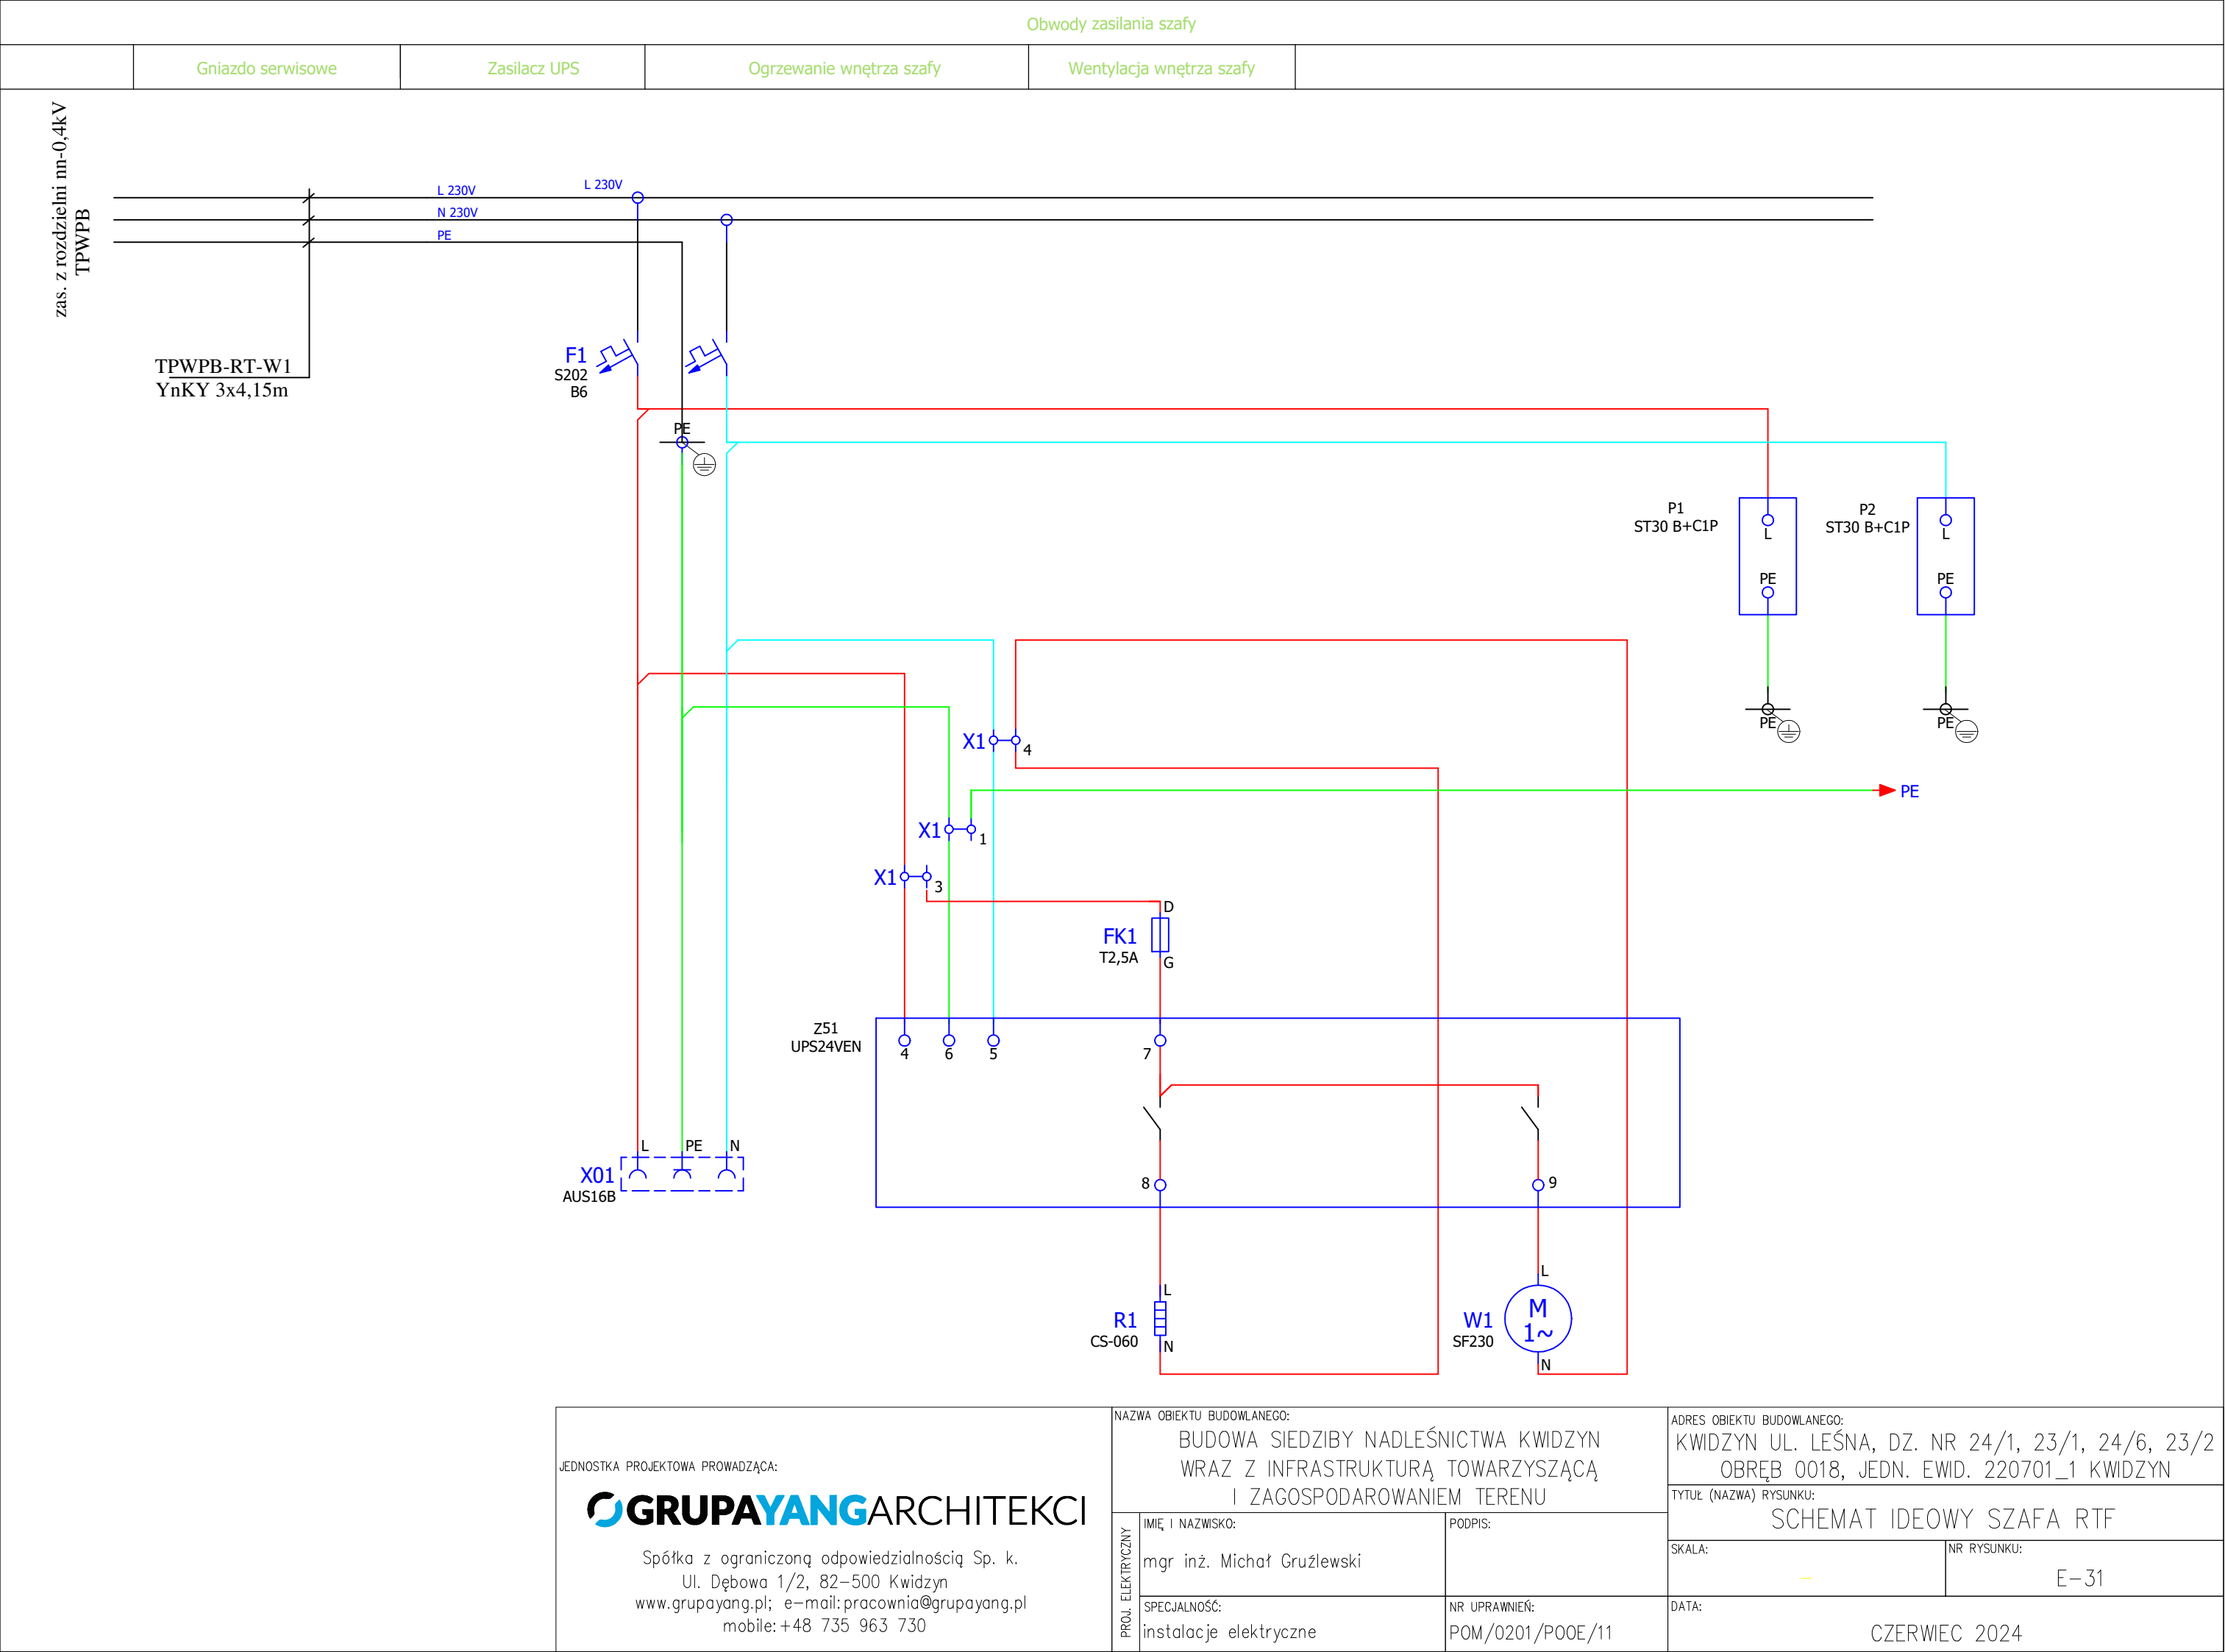 Obwody zasilania szafy
Gniazdo serwisowe
Zasilacz UPS
Ogrzewanie wnętrza szafy
Wentylacja wnętrza szafy
zas. z rozdzielni nn-0,4kV
TPWPB
L 230V
L 230V
N 230V
PE
TPWPB-RT-W1
YnKY 3x4,15m
F1
S202
B6
PE
P1
ST30 B+C1P
L
PE
PE
P2
ST30 B+C1P
L
PE
PE
X1
4
PE
X1
1
X1
3
D
FK1
T2,5A
G
Z51
UPS24VEN
4
6
5
7
8
9
L
PE
N
X01
AUS16B
L
R1
CS-060
N
L
W1
SF230
M
1~
N
JEDNOSTKA PROJEKTOWA PROWADZĄCA:
GRUPAYANGARCHITEKCI
Spółka z ograniczoną odpowiedzialnością Sp. k.
Ul. Dębowa 1/2, 82-500 Kwidzyn
www.grupayang.pl; e-mail:pracownia@grupayang.pl
mobile:+48 735 963 730
NAZWA OBIEKTU BUDOWLANEGO:
BUDOWA SIEDZIBY NADLEŚNICTWA KWIDZYN
WRAZ Z INFRASTRUKTURĄ TOWARZYSZĄCĄ
I ZAGOSPODAROWANIEM TERENU
PROJ. ELEKTRYCZNY
IMIĘ I NAZWISKO:
mgr inż. Michał Gruźlewski
PODPIS:
SPECJALNOŚĆ:
instalacje elektryczne
NR UPRAWNIEŃ:
POM/0201/POOE/11
ADRES OBIEKTU BUDOWLANEGO:
KWIDZYN UL. LEŚNA, DZ. NR 24/1, 23/1, 24/6, 23/2
OBRĘB 0018, JEDN. EWID. 220701_1 KWIDZYN
TYTUŁ (NAZWA) RYSUNKU:
SCHEMAT IDEOWY SZAFA RTF
SKALA:
–
NR RYSUNKU:
E-31
DATA:
CZERWIEC 2024